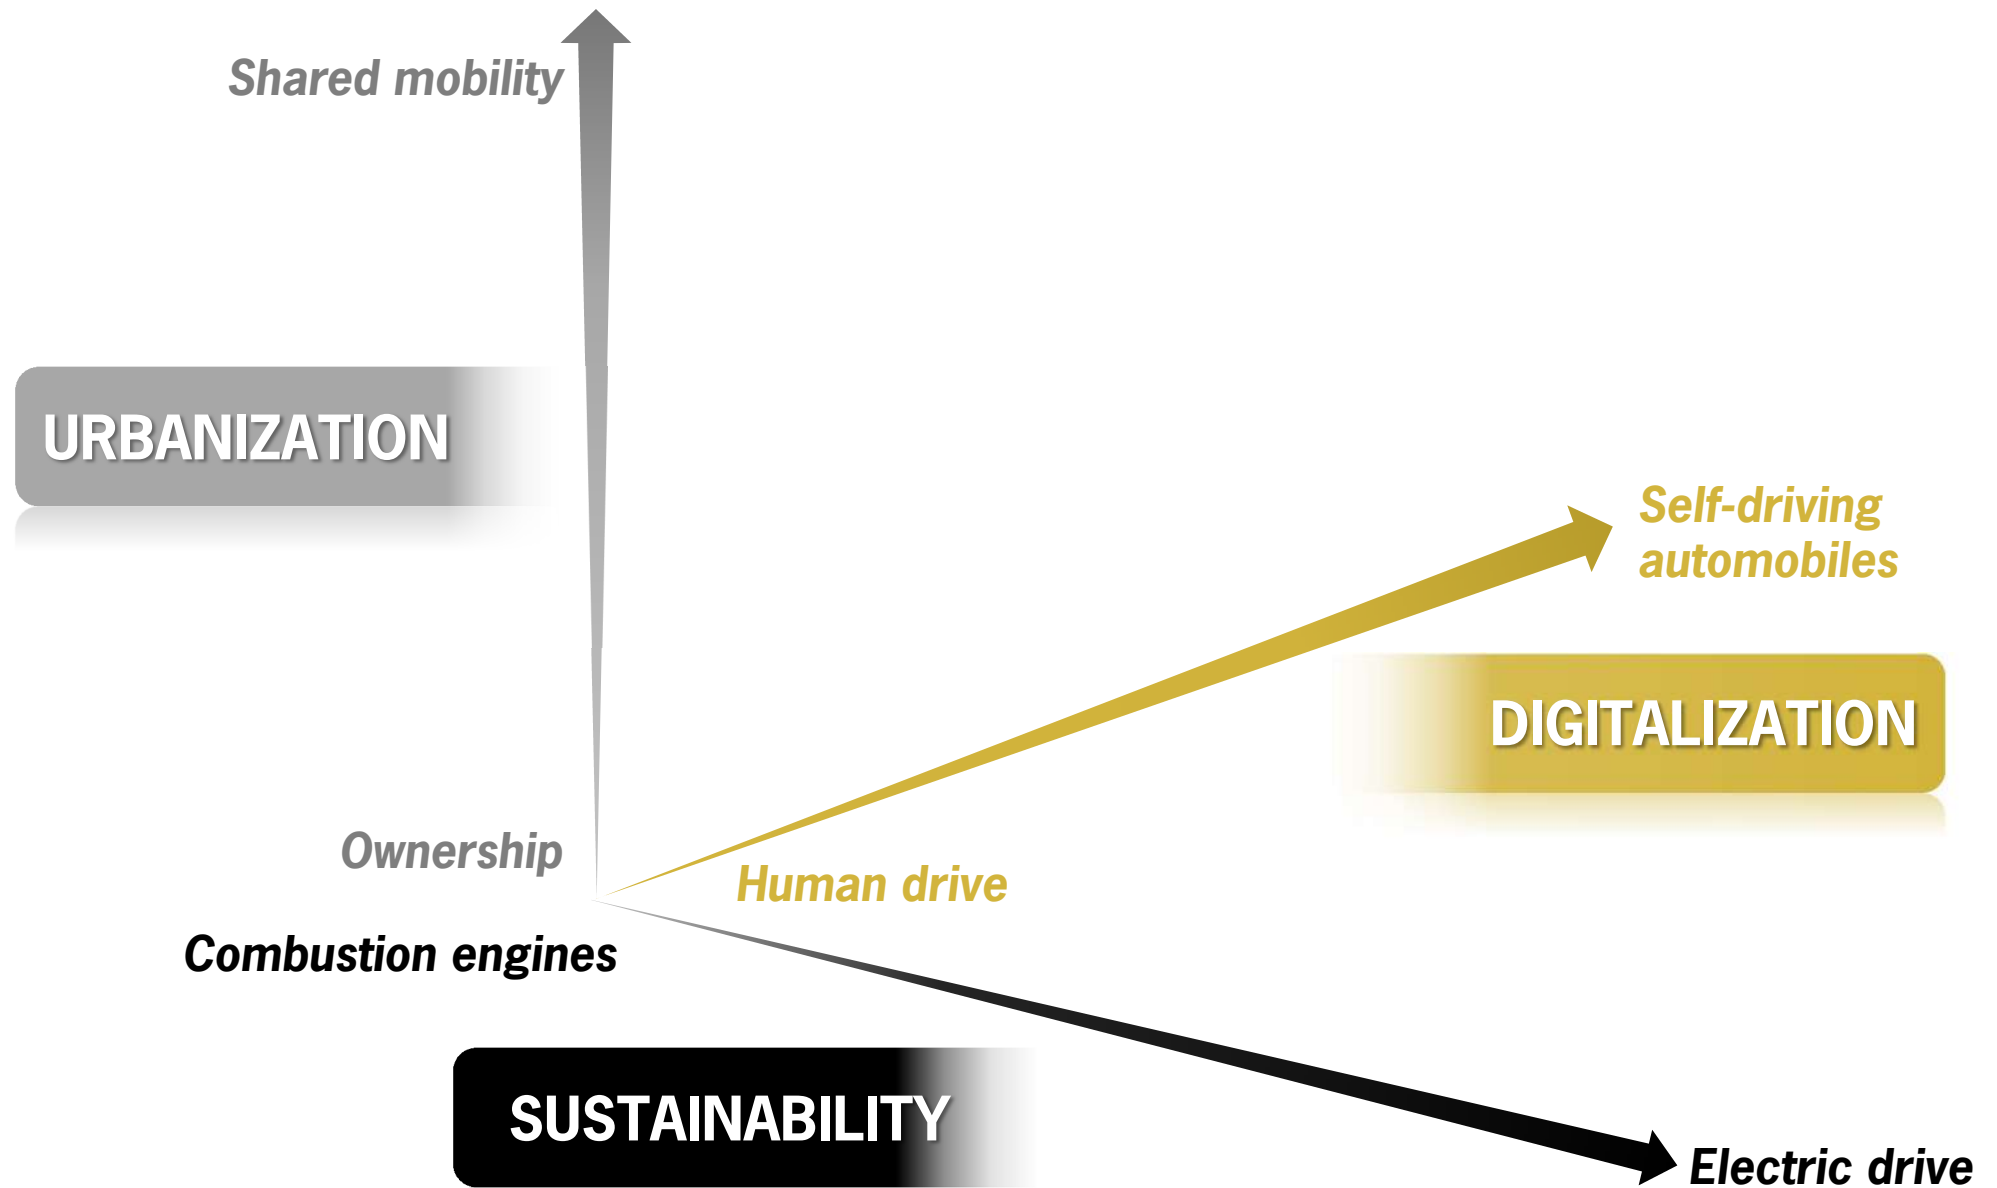 Shared mobility
URBANIZATION
Self-driving
automobiles
DIGITALIZATION
Ownership
Human drive
Combustion engines
SUSTAINABILITY
Electric drive